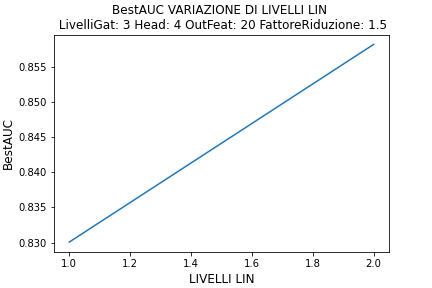 BestAUC VARIAZIONE DI LIVELLI LIN
LivelliGat: 3 Head: 4 OutFeat: 20 FattoreRiduzione: 1.5
BestAUC
0.855
0.850
0.845
0.840
0.835
0.830
1.0 1.2 1.4 1.6 1.8 2.0
LIVELLI LIN